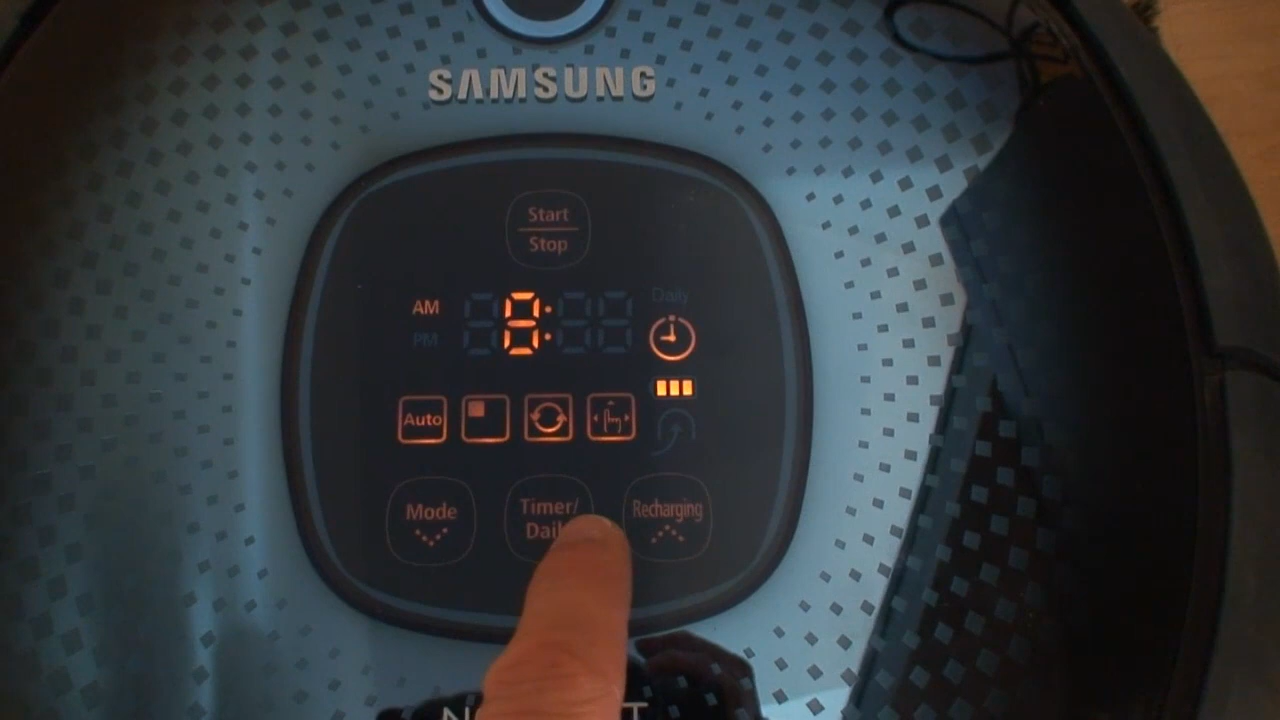 SAMSUNG
Start
Stop
AM
8:
Daily
PM
Auto
Mode
Timer/
Recharging